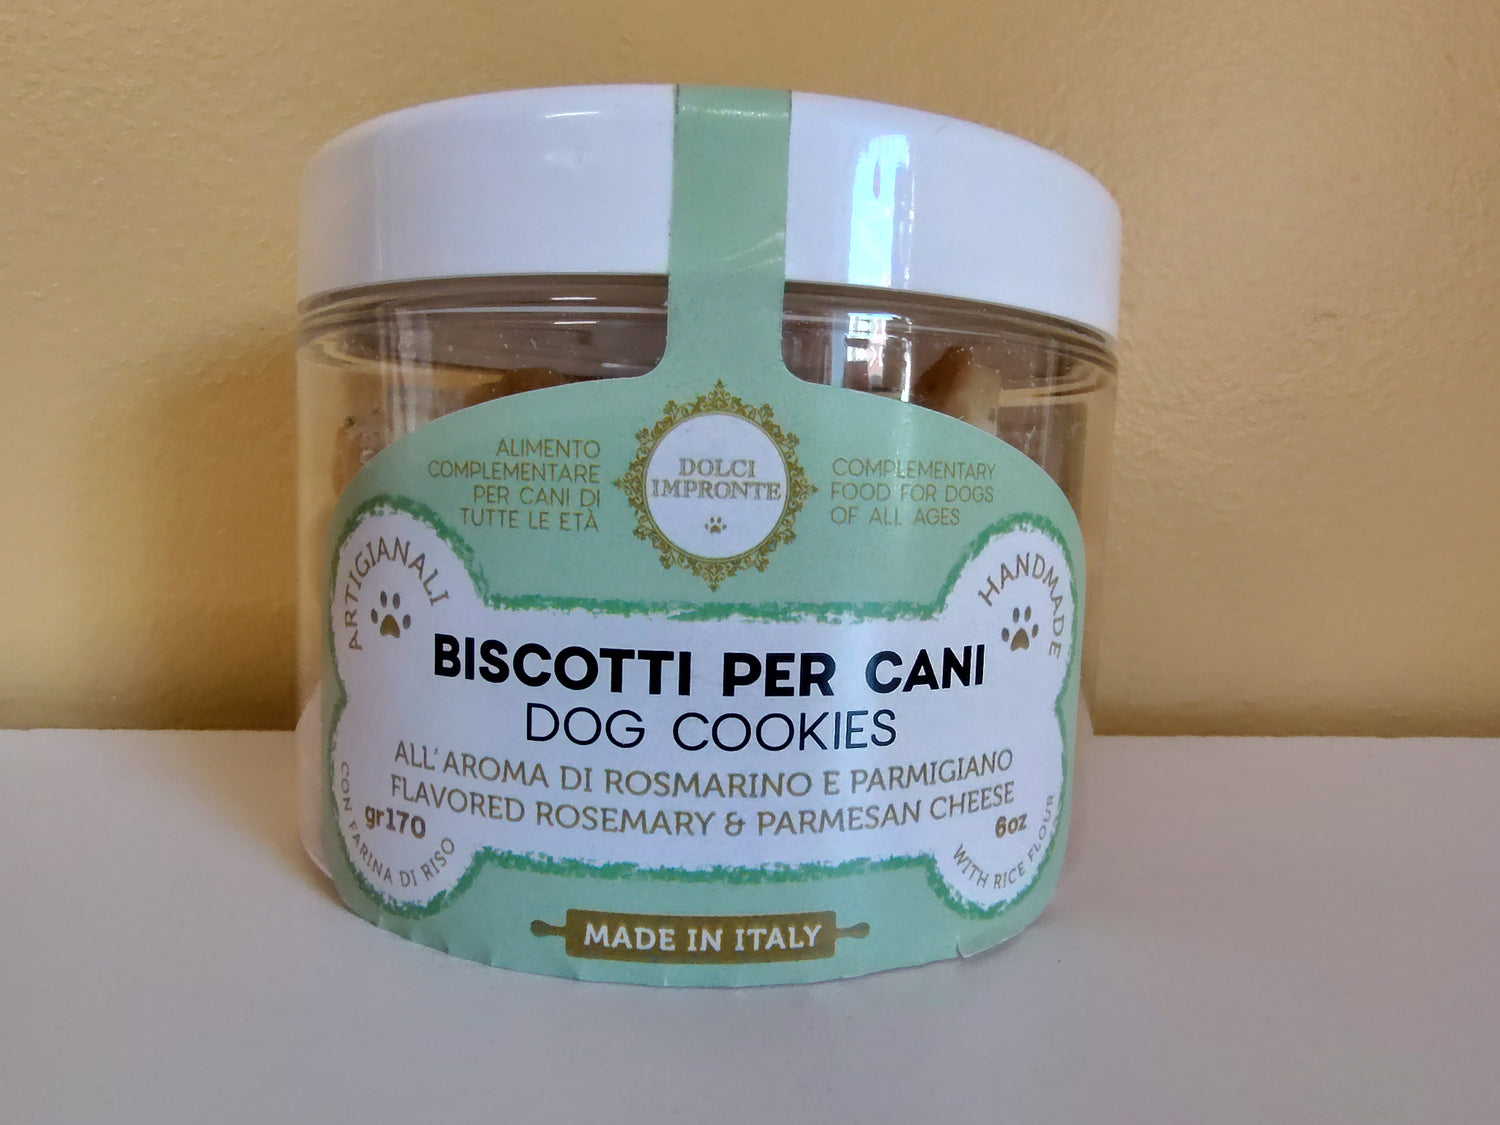 ALIMENTO
COMPLEMENTARE
PER CANI DI
TUTTE LE ETÀ
DOLCI
IMPRONTE
COMPLEMENTARY
FOOD FOR DOGS
OF ALL AGES
ARTIGIANALI
HANDMADE
BISCOTTI PER CANI
DOG COOKIES
ALL'AROMA DI ROSMARINO E PARMIGIANO
FLAVORED ROSEMARY & PARMESAN CHEESE
gr170
6oz
CON FARINA DI RISO
WITH RICE FLOUR
MADE IN ITALY